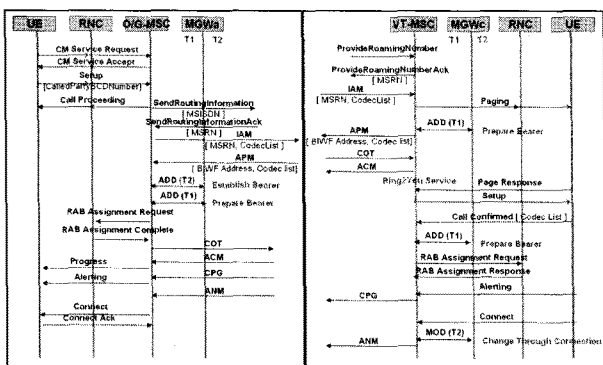 UE RNC O/G-MSC MGWa
T1 T2
CM Service Request
CM Service Accept
Setup
[CalledPartyBCDNumber]
Call Proceeding
SendRoutingInformation
[ MSISDN ]
SendRoutingInformationAck
[ MSRN ]
IAM
[ MSRN, CodecList ]
APM
[ BIWF Address, Codec list]
ADD (T2)
Establish Bearer
ADD (T1)
Prepare Bearer
RAB Assignment Request
RAB Assignment Complete
COT
Progress
ACM
Alerting
CPG
ANM
Connect
Connect Ack
VT-MSC MGWc RNC UE
T1 T2
ProvideRoamingNumber
ProvideRoamingNumberAck
[ MSRN ]
IAM
[ MSRN, CodecList ]
Paging
APM
ADD (T1)
Prepare Bearer
[ BIWF Address, Codec list]
COT
ACM
Ring2You Service
Page Response
Setup
Call Confirmed [ Codec List ]
ADD (T1)
Prepare Bearer
RAB Assignment Request
RAB Assignment Response
Alerting
CPG
Connect
MOD (T2)
ANM
Change Through Connection